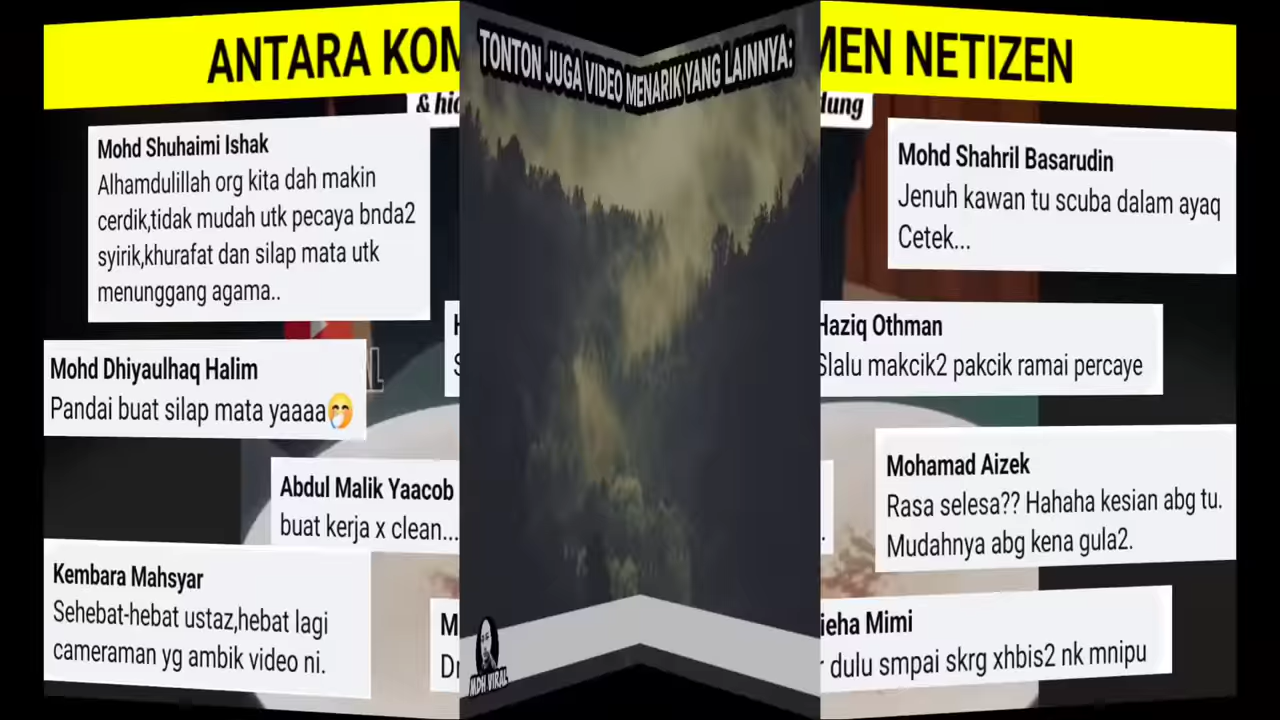 ANTARA KOM
MEN NETIZEN
TONTON JUGA VIDEO MENARIK YANG LAINNYA:
Mohd Shuhaimi Ishak
Alhamdulillah org kita dah makin
cerdik,tidak mudah utk pecaya bnda2
syirik,khurafat dan silap mata utk
menunggang agama..
Mohd Dhiyaulhaq Halim
Pandai buat silap mata yaaaa🤭
Abdul Malik Yaacob
buat kerja x clean...
Kembara Mahsyar
Sehebat-hebat ustaz,hebat lagi
cameraman yg ambik video ni.
Mohd Shahril Basarudin
Jenuh kawan tu scuba dalam ayaq
Cetek...
Haziq Othman
Slalu makcik2 pakcik ramai percaye
Mohamad Aizek
Rasa selesa?? Hahaha kesian abg tu.
Mudahnya abg kena gula2.
ieha Mimi
dulu smpai skrg xhbis2 nk mnipu
MDH VIRAL